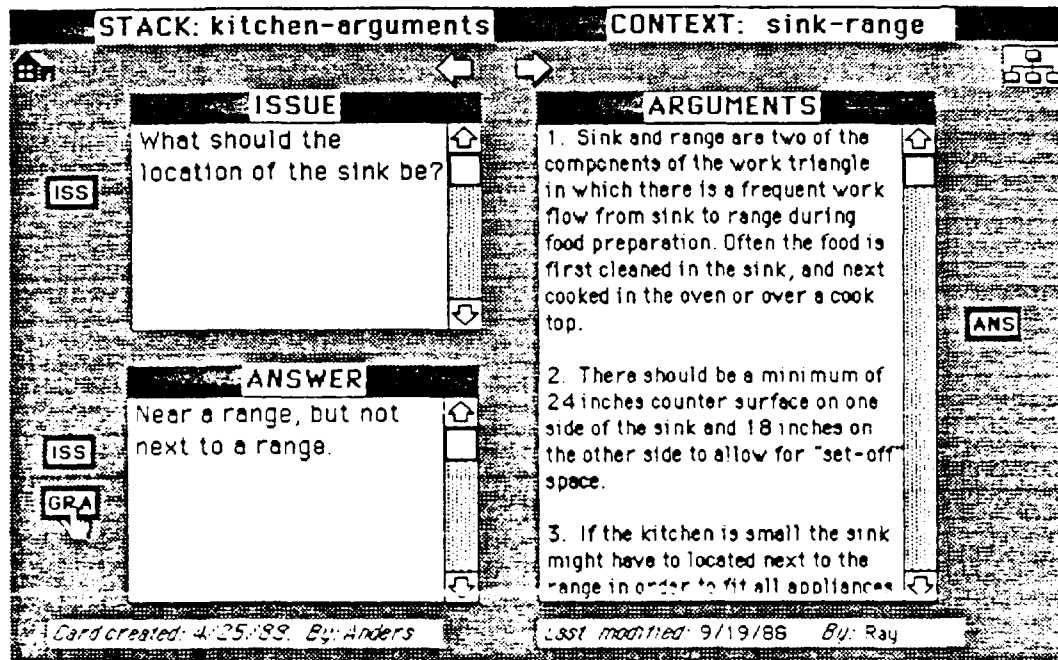 STACK: kitchen-arguments
CONTEXT: sink-range
ISSUE
What should the
location of the sink be?
ISS
ANSWER
Near a range, but not
next to a range.
ISS
GRA
ARGUMENTS
1. Sink and range are two of the
components of the work triangle
in which there is a frequent work
flow from sink to range during
food preparation. Often the food is
first cleaned in the sink, and next
cooked in the oven or over a cook
top.
2. There should be a minimum of
24 inches counter surface on one
side of the sink and 18 inches on
the other side to allow for "set-off"
space.
3. If the kitchen is small the sink
might have to located next to the
range in order to fit all appliances
ANS
Card created: 4/25/88 By: Anders
Last modified: 9/19/88 By: Ray